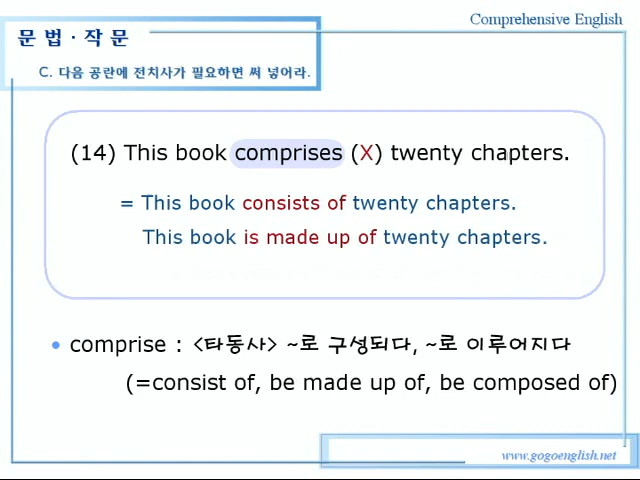 Comprehensive English
문 법 · 작 문
C. 다음 공란에 전치사가 필요하면 써 넣어라.
(14) This book comprises (X) twenty chapters.
= This book consists of twenty chapters.
This book is made up of twenty chapters.
• comprise : <타동사> ~로 구성되다, ~로 이루어지다
(=consist of, be made up of, be composed of)
www.gogoenglish.net